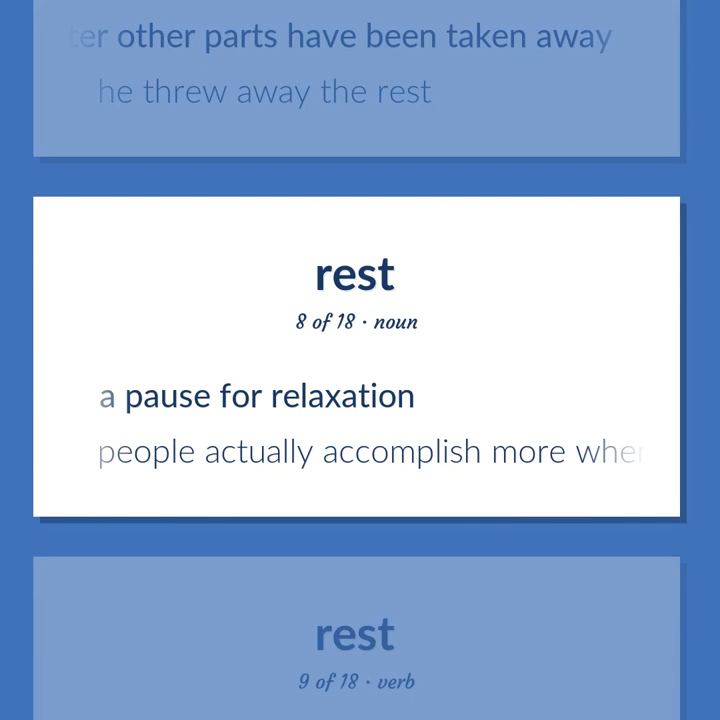 other parts have been taken away
he threw away the rest
rest
8 of 18 · noun
a pause for relaxation
people actually accomplish more
rest
9 of 18 · verb